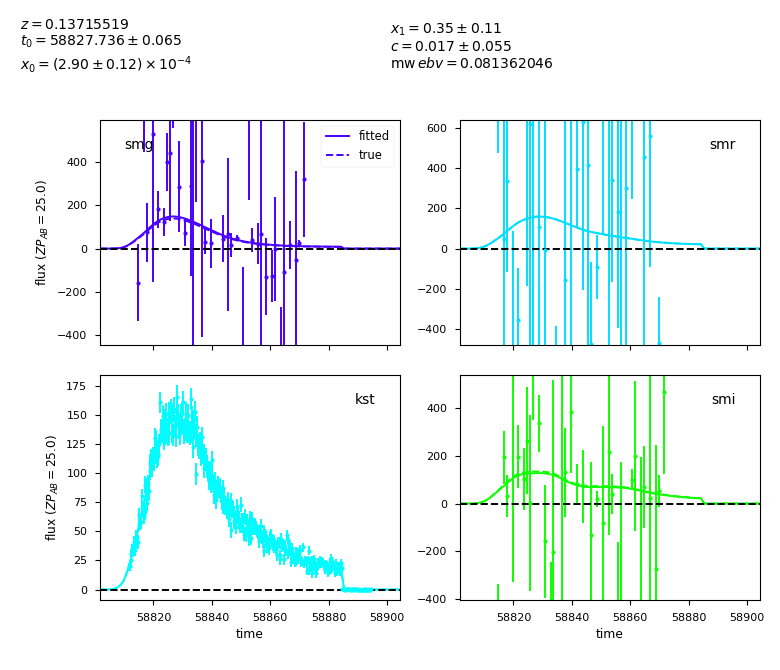 z = 0.13715519
t₀ = 58827.736 ± 0.065
x₀ = (2.90 ± 0.12) × 10⁻⁴
x₁ = 0.35 ± 0.11
c = 0.017 ± 0.055
mwebv = 0.081362046
smg
fitted
true
400
200
0
−200
−400
flux (ZP_AB = 25.0)
smr
600
400
200
0
−200
−400
kst
175
150
125
100
75
50
25
0
flux (ZP_AB = 25.0)
58820 58840 58860 58880 58900
time
smi
400
200
0
−200
−400
58820 58840 58860 58880 58900
time